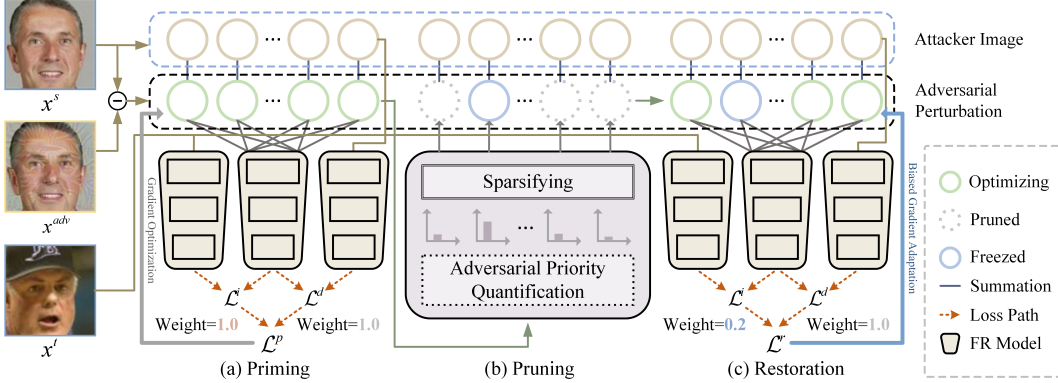 Attacker Image
Adversarial
Perturbation
x^s
x^adv
x^t
Gradient Optimization
ℒ^i
ℒ^d
Weight=1.0
Weight=1.0
ℒ^p
(a) Priming
Sparsifying
...
Adversarial Priority
Quantification
(b) Pruning
ℒ^i
ℒ^d
Weight=0.2
Weight=1.0
ℒ^r
(c) Restoration
Biased Gradient Adaptation
Optimizing
Pruned
Freezed
Summation
Loss Path
FR Model